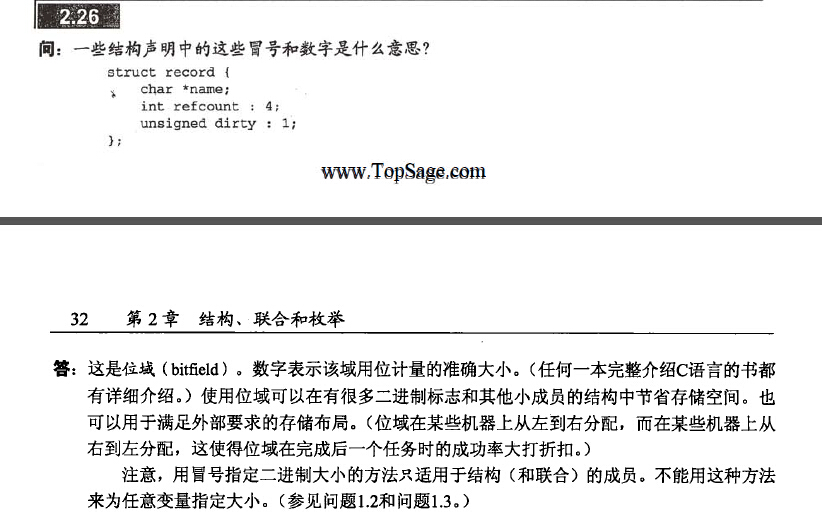 2.26
问：一些结构声明中的这些冒号和数字是什么意思？
struct record {
char *name;
int refcount : 4;
unsigned dirty : 1;
};
www.TopSage.com
32 第 2 章 结构、联合和枚举
答：这是位域（bitfield）。数字表示该域用位计量的准确大小。（任何一本完整介绍C语言的书都
有详细介绍。）使用位域可以在有很多二进制标志和其他小成员的结构中节省存储空间。也
可以用于满足外部要求的存储布局。（位域在某些机器上从左到右分配，而在某些机器上从
右到左分配，这使得位域在完成后一个任务时的成功率大打折扣。）
注意，用冒号指定二进制大小的方法只适用于结构（和联合）的成员。不能用这种方法
来为任意变量指定大小。（参见问题1.2和问题1.3。）